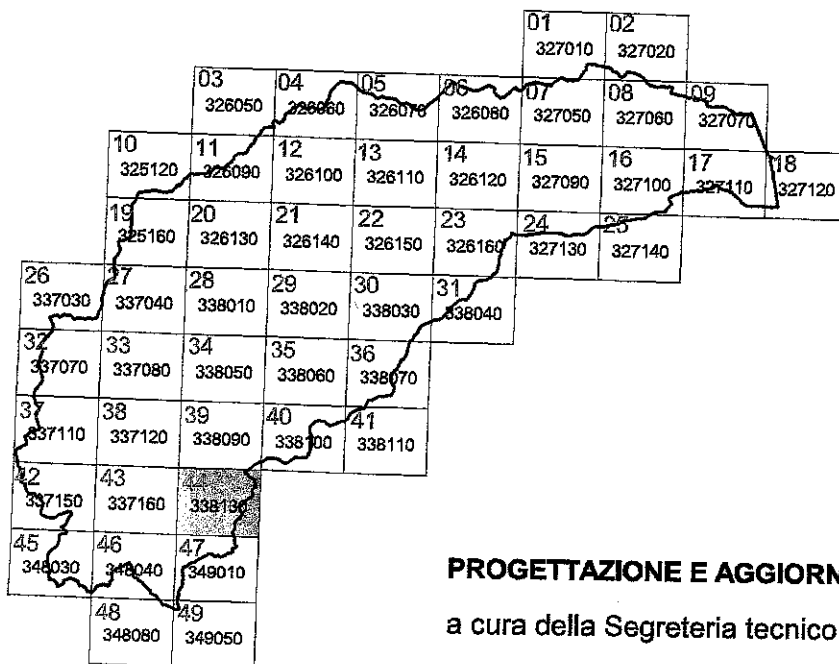 01 02
327010 327020
03 04 05 06 07 08 09
326050 326060 326070 326080 327050 327060 327070
10 11 12 13 14 15 16 17 18
325120 326090 326100 326110 326120 327090 327100 327110 327120
19 20 21 22 23 24 25
325160 326130 326140 326150 326160 327130 327140
26 27 28 29 30 31
337030 337040 338010 338020 338030 338040
32 33 34 35 36
337070 337080 338050 338060 338070
37 38 39 40 41
337110 337120 338090 338100 338110
42 43 44
337150 337160 338130
45 46 47
348030 348040 349010
48 49
348080 349050
PROGETTAZIONE E AGGIORN
a cura della Segreteria tecnico